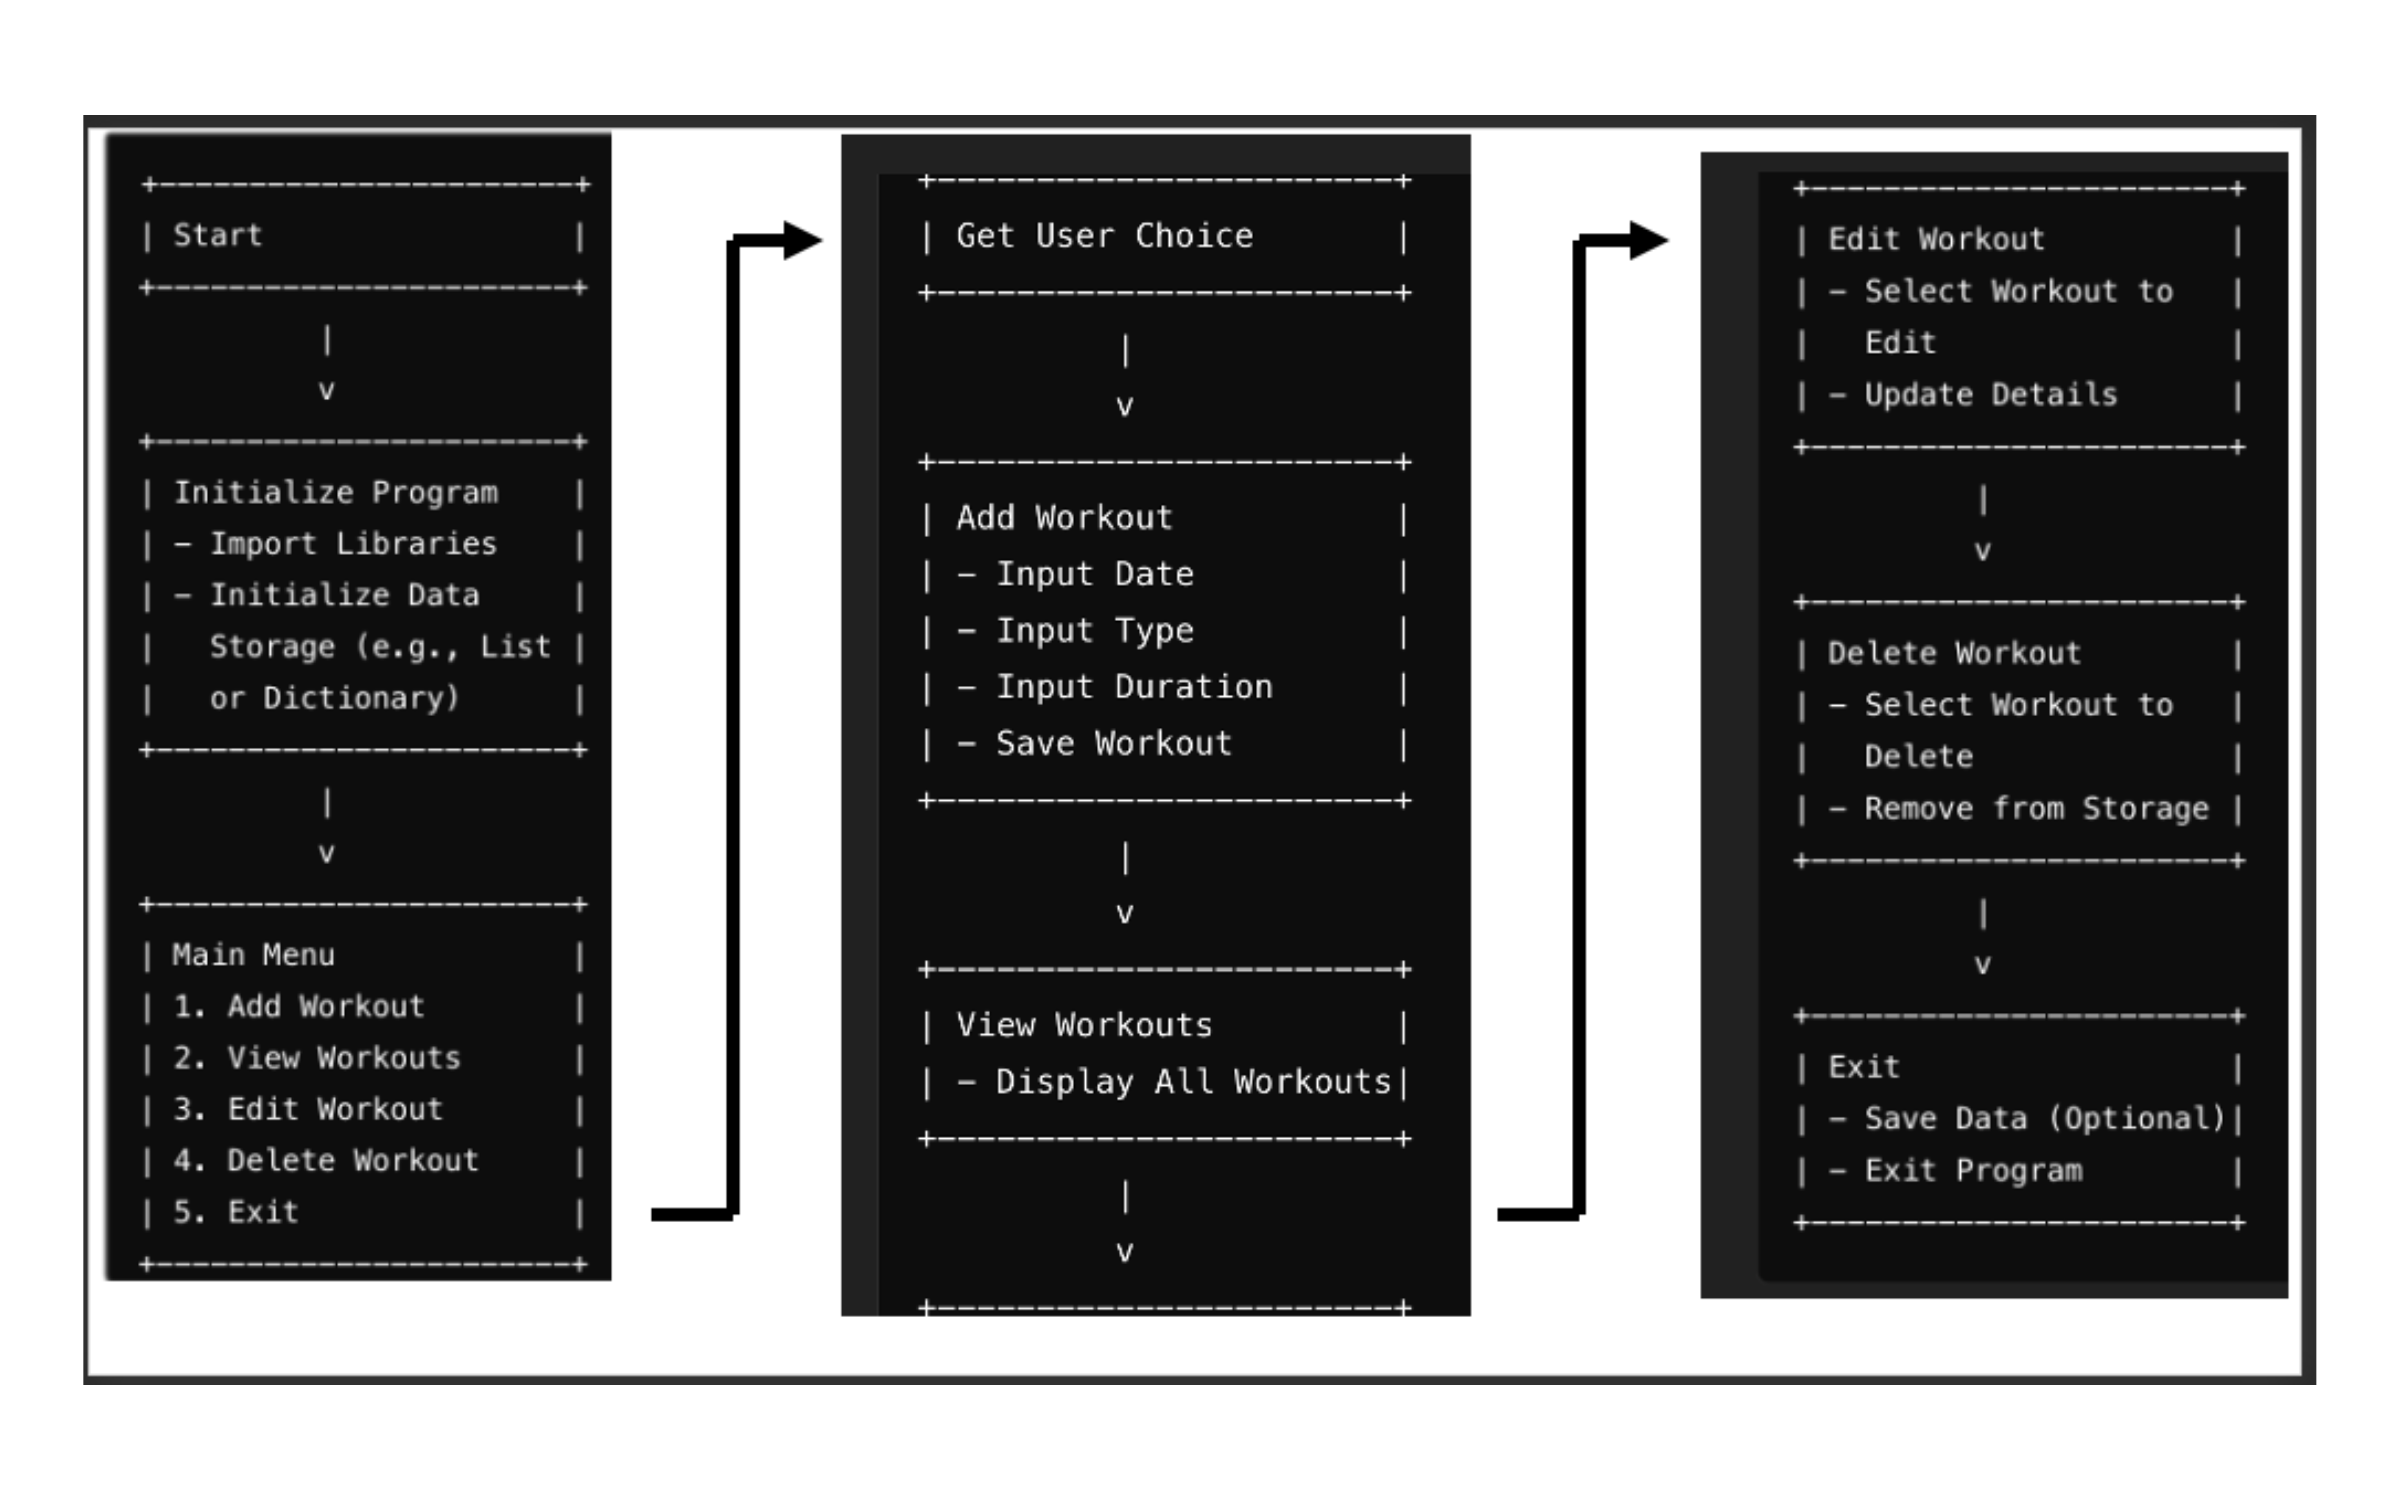 +-----------------------+
| Start |
+-----------------------+
|
v
+-----------------------+
| Initialize Program |
| - Import Libraries |
| - Initialize Data |
| Storage (e.g., List |
| or Dictionary) |
+-----------------------+
|
v
+-----------------------+
| Main Menu |
| 1. Add Workout |
| 2. View Workouts |
| 3. Edit Workout |
| 4. Delete Workout |
| 5. Exit |
+-----------------------+
+-----------------------+
| Get User Choice |
+-----------------------+
|
v
+-----------------------+
| Add Workout |
| - Input Date |
| - Input Type |
| - Input Duration |
| - Save Workout |
+-----------------------+
|
v
+-----------------------+
| View Workouts |
| - Display All Workouts|
+-----------------------+
|
v
+-----------------------+
+-----------------------+
| Edit Workout |
| - Select Workout to |
| Edit |
| - Update Details |
+-----------------------+
|
v
+-----------------------+
| Delete Workout |
| - Select Workout to |
| Delete |
| - Remove from Storage |
+-----------------------+
|
v
+-----------------------+
| Exit |
| - Save Data (Optional)|
| - Exit Program |
+-----------------------+